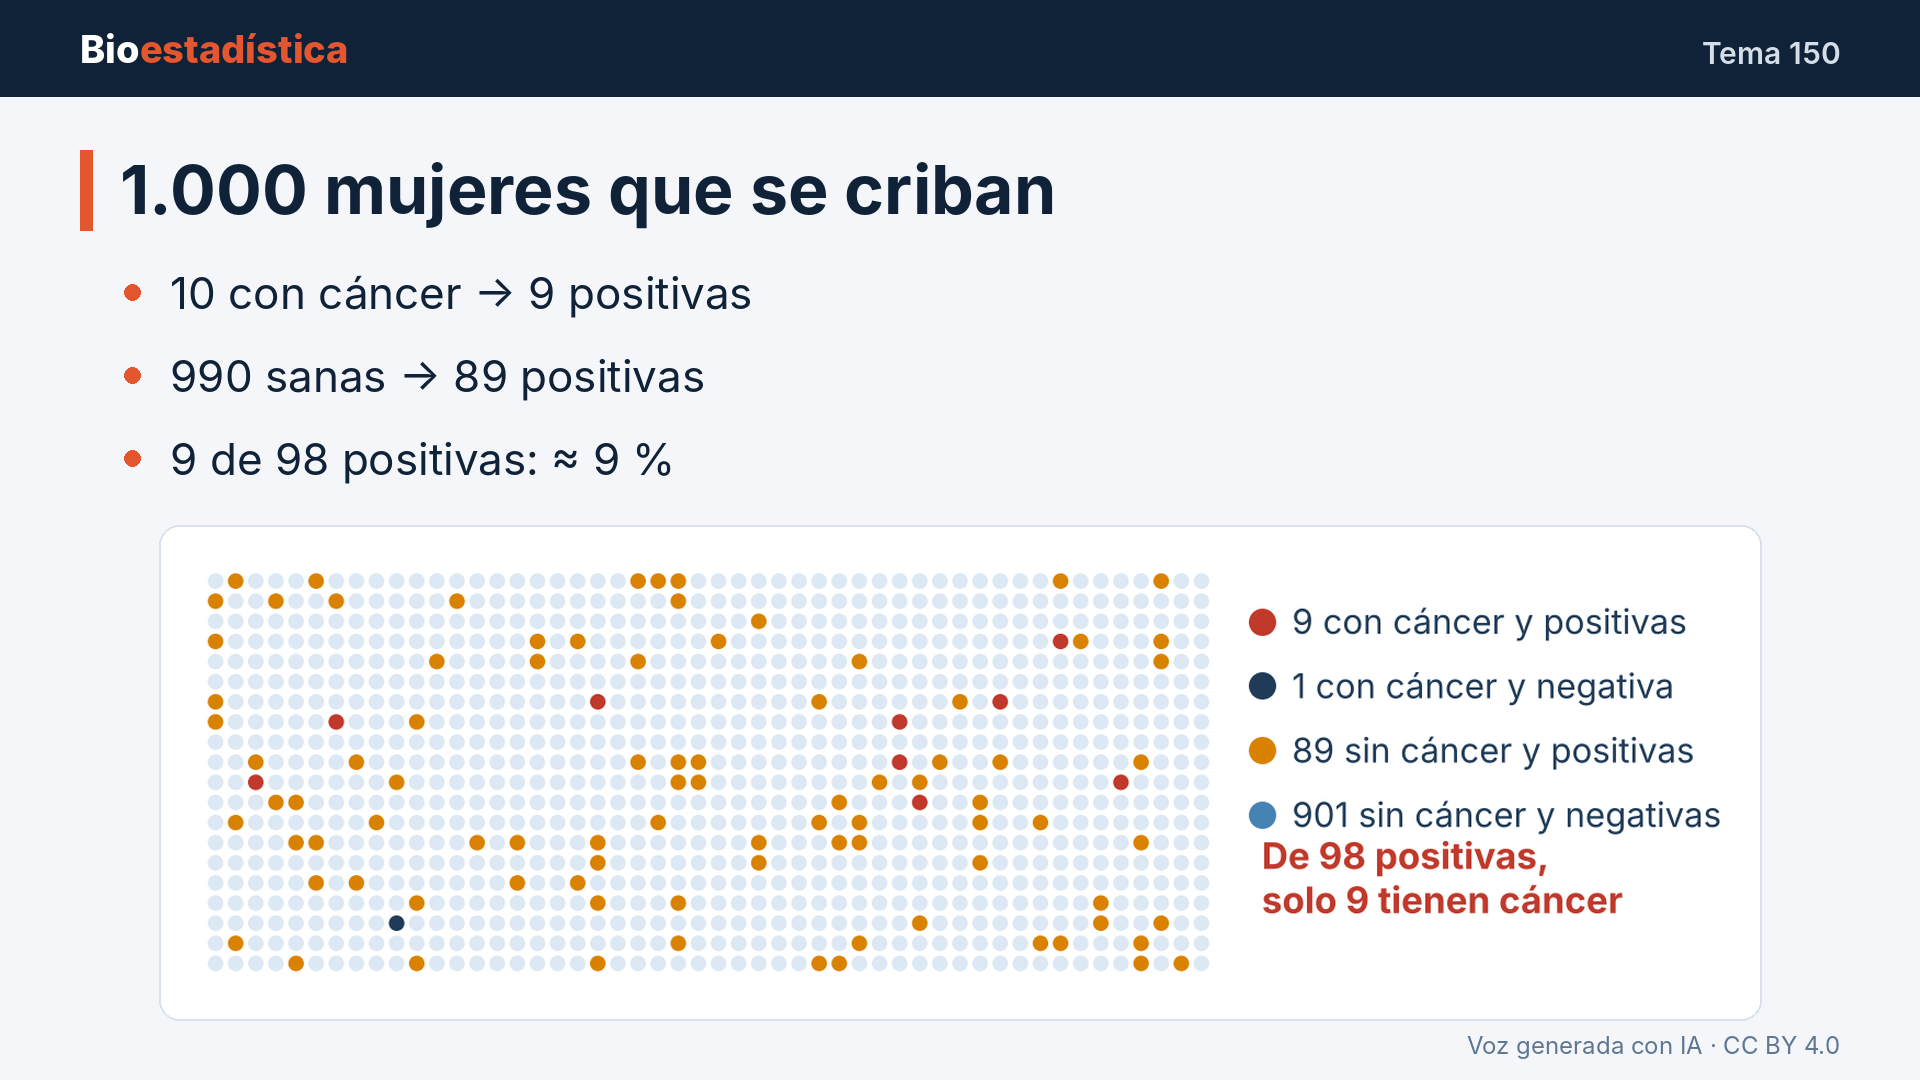 Bioestadística
Tema 150
1.000 mujeres que se criban
10 con cáncer → 9 positivas
990 sanas → 89 positivas
9 de 98 positivas: ≈ 9 %
9 con cáncer y positivas
1 con cáncer y negativa
89 sin cáncer y positivas
901 sin cáncer y negativas
De 98 positivas,
solo 9 tienen cáncer
Voz generada con IA · CC BY 4.0